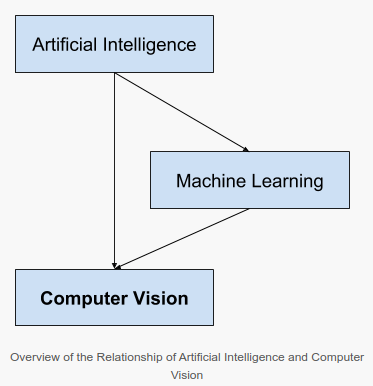 Artificial Intelligence
Machine Learning
Computer Vision
Overview of the Relationship of Artificial Intelligence and Computer
Vision